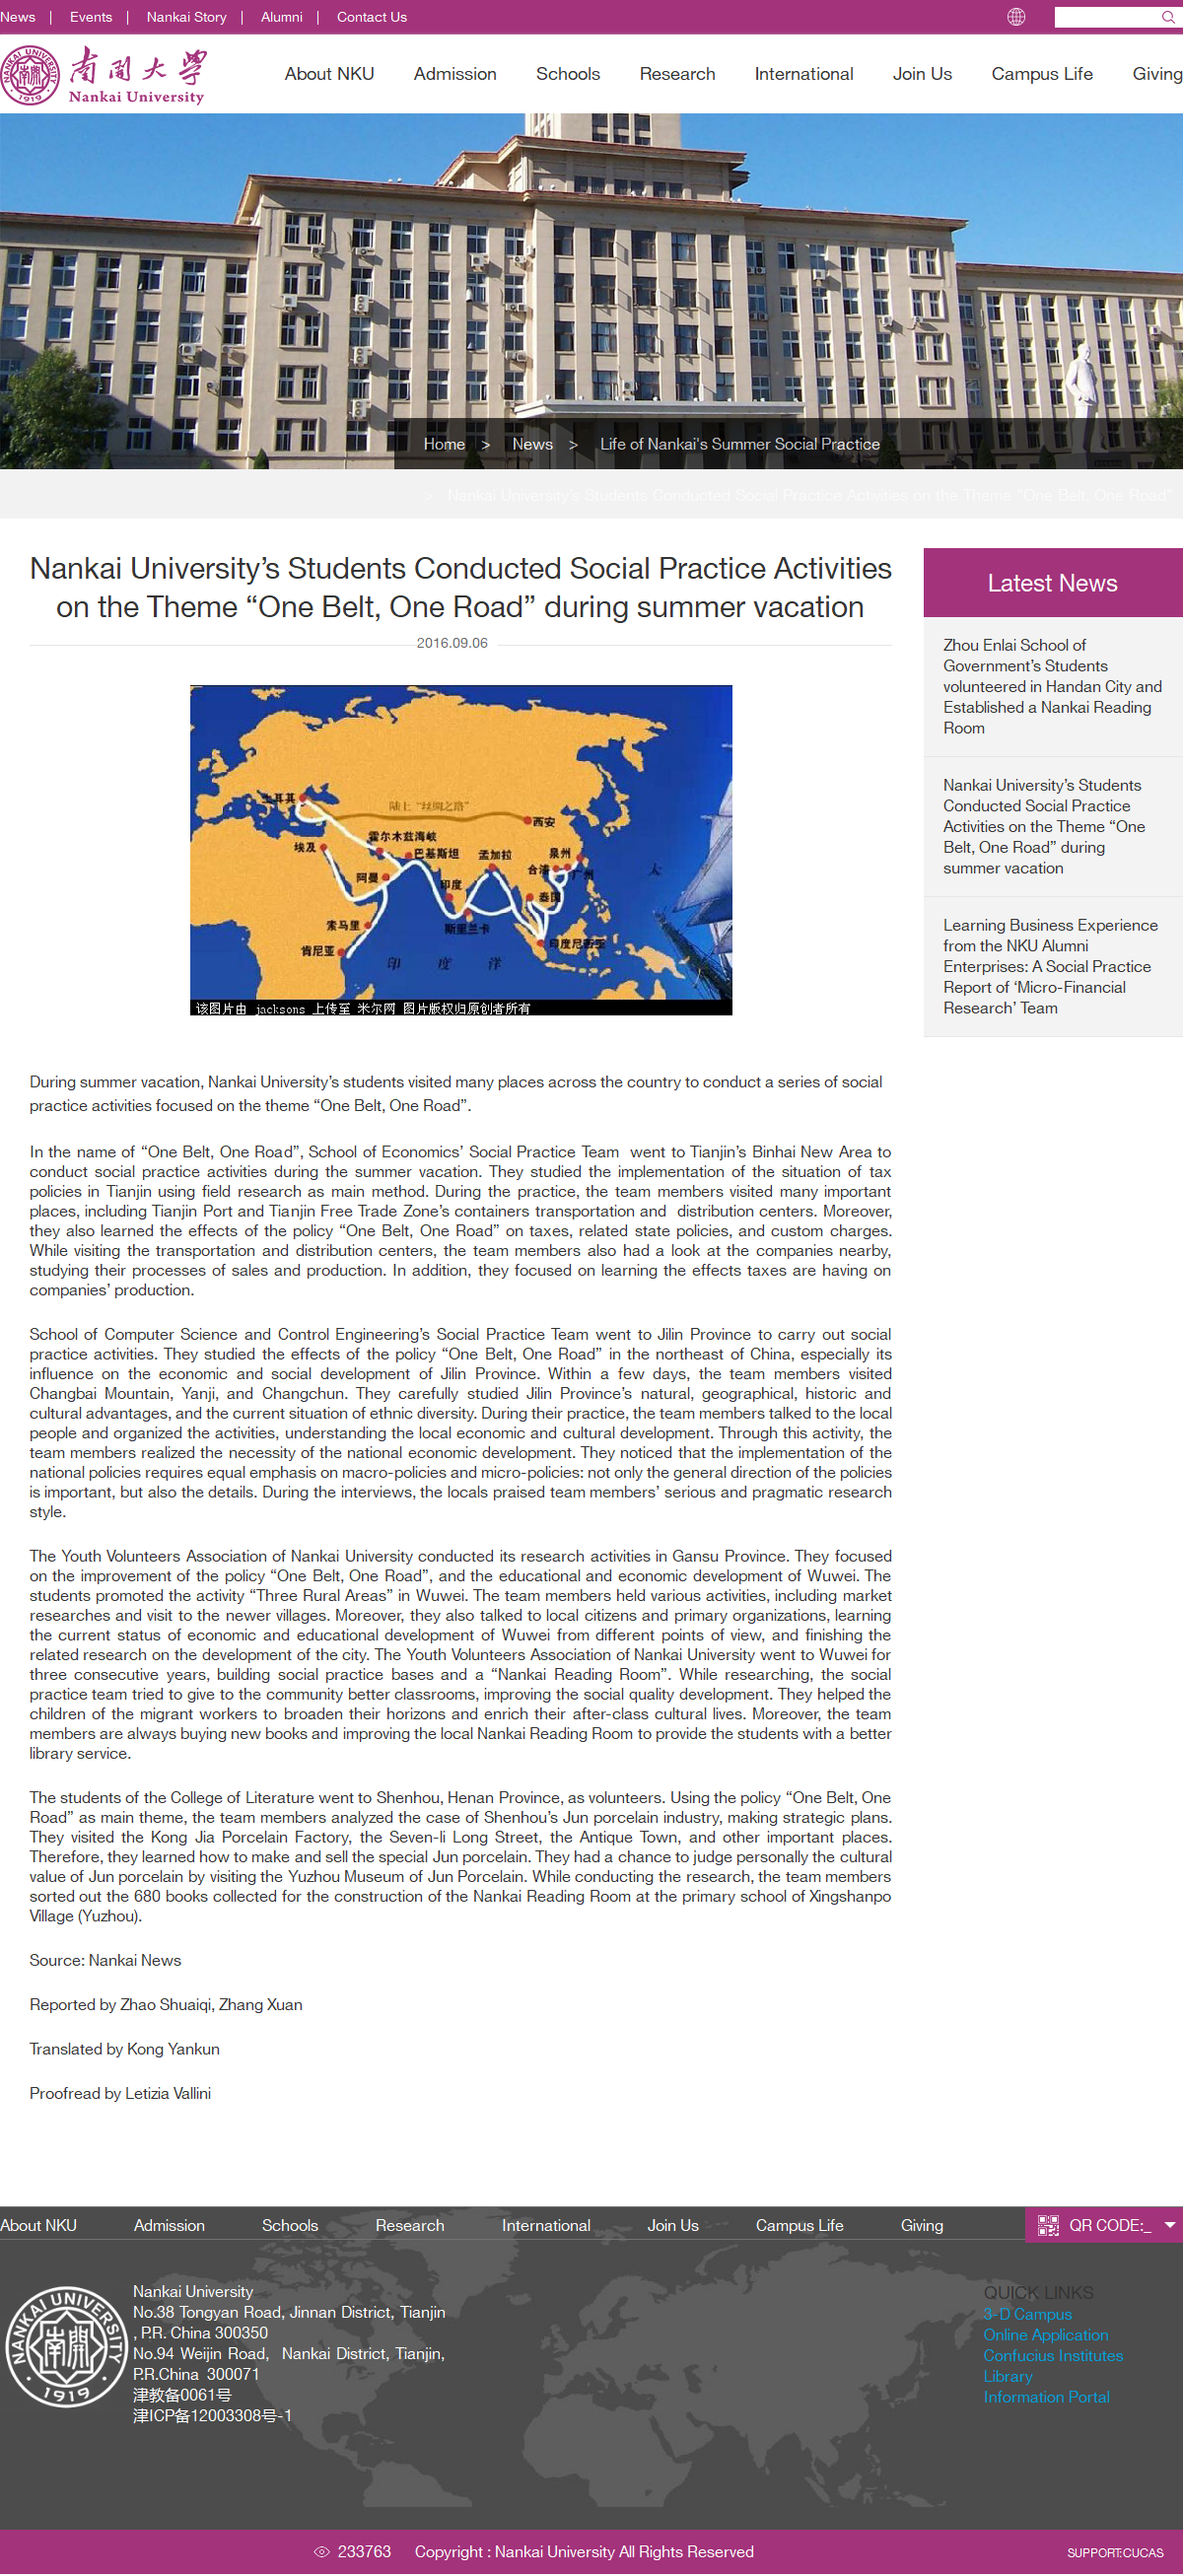 News | Events | Nankai Story | Alumni | Contact Us
NANKAI UNIVERSITY
1919
南開大學
Nankai University
About NKU Admission Schools Research International Join Us Campus Life Giving
Home > News > Life of Nankai's Summer Social Practice
> Nankai University's Students Conducted Social Practice Activities on the Theme “One Belt, One Road”
Nankai University’s Students Conducted Social Practice Activities
on the Theme “One Belt, One Road” during summer vacation
2016.09.06
土耳其
陆上“丝绸之路”
西安
霍尔木兹海峡
埃及
巴基斯坦
孟加拉
泉州
合浦
广州
阿曼
印度
泰国
太
索马里
斯里兰卡
肯尼亚
印度尼西亚
印 度 洋
该图片由 jacksons 上传至 米尔网 图片版权归原创者所有
During summer vacation, Nankai University’s students visited many places across the country to conduct a series of social
practice activities focused on the theme “One Belt, One Road”.
In the name of “One Belt, One Road”, School of Economics’ Social Practice Team went to Tianjin’s Binhai New Area to
conduct social practice activities during the summer vacation. They studied the implementation of the situation of tax
policies in Tianjin using field research as main method. During the practice, the team members visited many important
places, including Tianjin Port and Tianjin Free Trade Zone’s containers transportation and distribution centers. Moreover,
they also learned the effects of the policy “One Belt, One Road” on taxes, related state policies, and custom charges.
While visiting the transportation and distribution centers, the team members also had a look at the companies nearby,
studying their processes of sales and production. In addition, they focused on learning the effects taxes are having on
companies’ production.
School of Computer Science and Control Engineering’s Social Practice Team went to Jilin Province to carry out social
practice activities. They studied the effects of the policy “One Belt, One Road” in the northeast of China, especially its
influence on the economic and social development of Jilin Province. Within a few days, the team members visited
Changbai Mountain, Yanji, and Changchun. They carefully studied Jilin Province’s natural, geographical, historic and
cultural advantages, and the current situation of ethnic diversity. During their practice, the team members talked to the local
people and organized the activities, understanding the local economic and cultural development. Through this activity, the
team members realized the necessity of the national economic development. They noticed that the implementation of the
national policies requires equal emphasis on macro-policies and micro-policies: not only the general direction of the policies
is important, but also the details. During the interviews, the locals praised team members’ serious and pragmatic research
style.
The Youth Volunteers Association of Nankai University conducted its research activities in Gansu Province. They focused
on the improvement of the policy “One Belt, One Road”, and the educational and economic development of Wuwei. The
students promoted the activity “Three Rural Areas” in Wuwei. The team members held various activities, including market
researches and visit to the newer villages. Moreover, they also talked to local citizens and primary organizations, learning
the current status of economic and educational development of Wuwei from different points of view, and finishing the
related research on the development of the city. The Youth Volunteers Association of Nankai University went to Wuwei for
three consecutive years, building social practice bases and a “Nankai Reading Room”. While researching, the social
practice team tried to give to the community better classrooms, improving the social quality development. They helped the
children of the migrant workers to broaden their horizons and enrich their after-class cultural lives. Moreover, the team
members are always buying new books and improving the local Nankai Reading Room to provide the students with a better
library service.
The students of the College of Literature went to Shenhou, Henan Province, as volunteers. Using the policy “One Belt, One
Road” as main theme, the team members analyzed the case of Shenhou’s Jun porcelain industry, making strategic plans.
They visited the Kong Jia Porcelain Factory, the Seven-li Long Street, the Antique Town, and other important places.
Therefore, they learned how to make and sell the special Jun porcelain. They had a chance to judge personally the cultural
value of Jun porcelain by visiting the Yuzhou Museum of Jun Porcelain. While conducting the research, the team members
sorted out the 680 books collected for the construction of the Nankai Reading Room at the primary school of Xingshanpo
Village (Yuzhou).
Source: Nankai News
Reported by Zhao Shuaiqi, Zhang Xuan
Translated by Kong Yankun
Proofread by Letizia Vallini
Latest News
Zhou Enlai School of
Government’s Students
volunteered in Handan City and
Established a Nankai Reading
Room
Nankai University’s Students
Conducted Social Practice
Activities on the Theme “One
Belt, One Road” during
summer vacation
Learning Business Experience
from the NKU Alumni
Enterprises: A Social Practice
Report of ‘Micro-Financial
Research’ Team
About NKU Admission Schools Research International Join Us Campus Life Giving QR CODE:_
NANKAI UNIVERSITY
1919
Nankai University
No.38 Tongyan Road, Jinnan District, Tianjin
, P.R. China 300350
No.94 Weijin Road, Nankai District, Tianjin,
P.R.China 300071
津教备0061号
津ICP备12003308号-1
QUICK LINKS
3-D Campus
Online Application
Confucius Institutes
Library
Information Portal
233763 Copyright : Nankai University All Rights Reserved SUPPORT:CUCAS